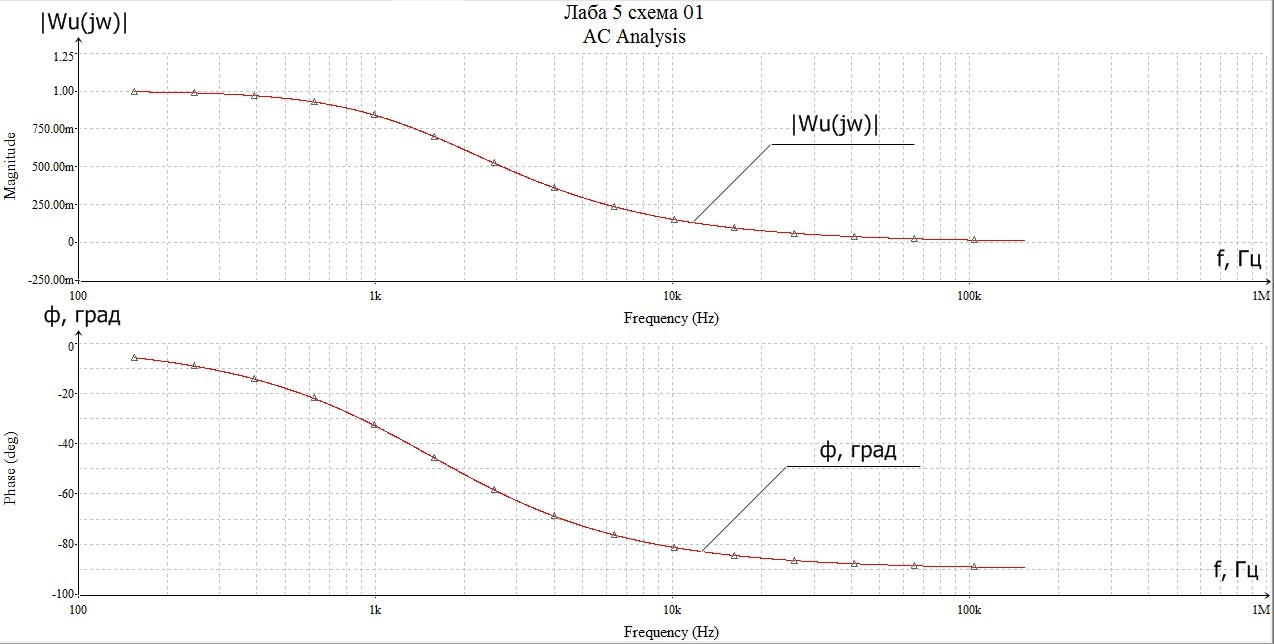 Лаба 5 схема 01
AC Analysis
|Wu(jw)|
1.25
1.00
750.00m
500.00m
250.00m
0
-250.00m
Magnitude
|Wu(jw)|
f, Гц
100 1k 10k 100k 1M
Frequency (Hz)
ф, град
0
-20
-40
-60
-80
-100
Phase (deg)
ф, град
f, Гц
100 1k 10k 100k 1M
Frequency (Hz)